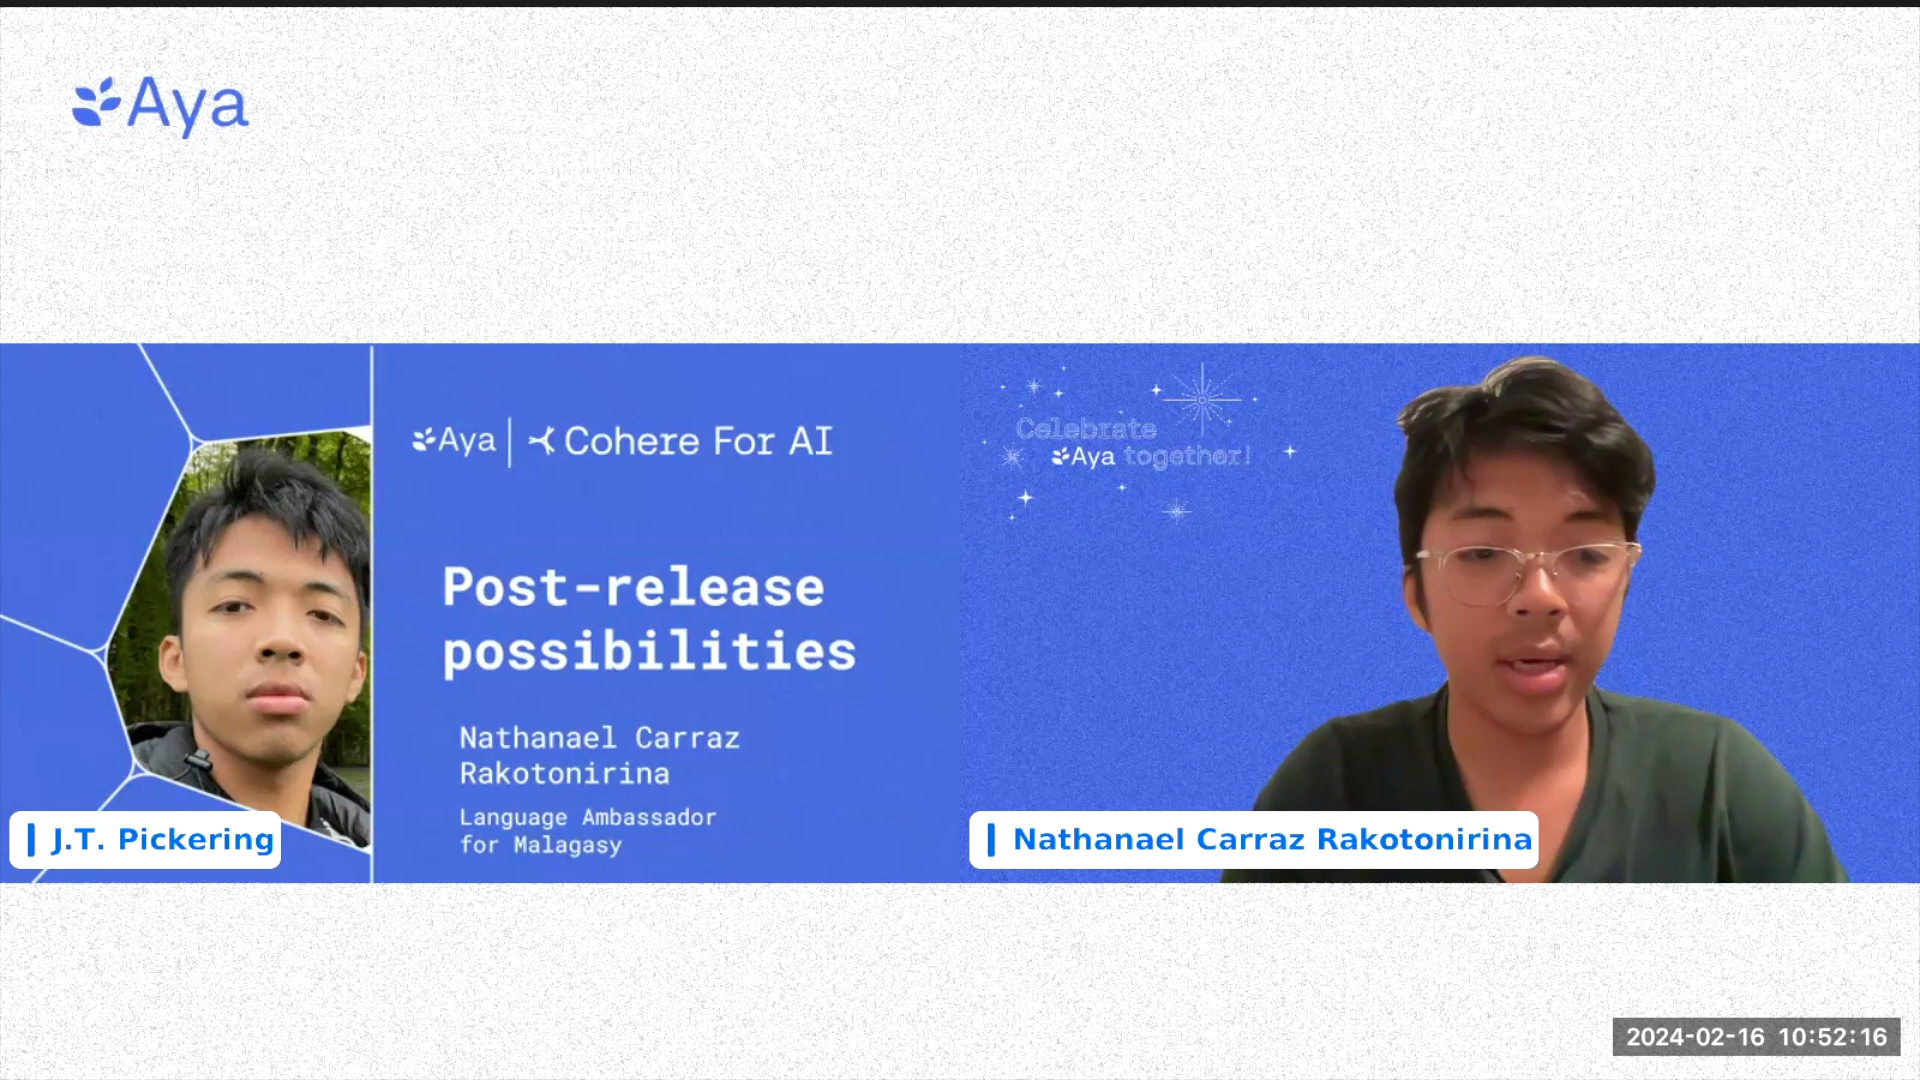 Aya
Aya | Cohere For AI
Post-release
possibilities
Nathanael Carraz
Rakotonirina
Language Ambassador
for Malagasy
J.T. Pickering
Celebrate
Aya together!
Nathanael Carraz Rakotonirina
2024-02-16 10:52:16